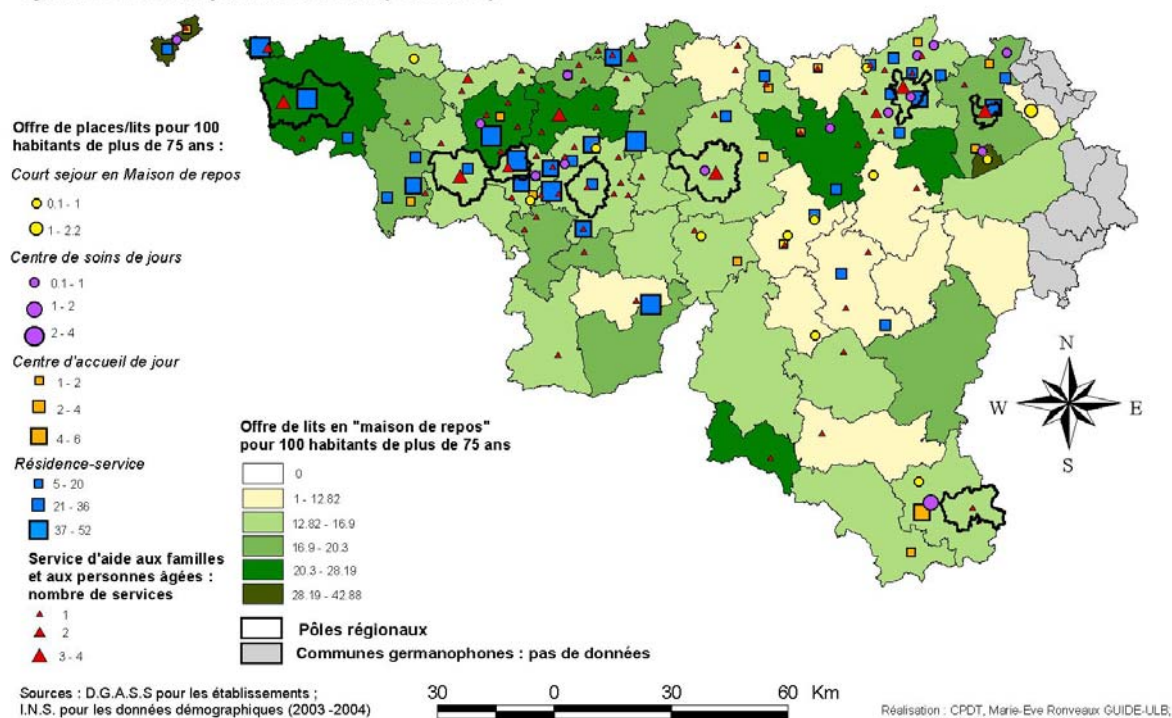 Offre de places/lits pour 100
habitants de plus de 75 ans :
Court sejour en Maison de repos
0.1 - 1
1 - 2.2
Centre de soins de jours
0.1 - 1
1 - 2
2 - 4
Centre d'accueil de jour
1 - 2
2 - 4
4 - 6
Résidence-service
5 - 20
21 - 36
37 - 52
Service d'aide aux familles
et aux personnes âgées :
nombre de services
1
2
3 - 4
Offre de lits en "maison de repos"
pour 100 habitants de plus de 75 ans
0
1 - 12.82
12.82 - 16.9
16.9 - 20.3
20.3 - 28.19
28.19 - 42.88
Pôles régionaux
Communes germanophones : pas de données
N
W
E
S
Sources : D.G.A.S.S pour les établissements ;
I.N.S. pour les données démographiques (2003 -2004)
30 0 30 60 Km
Réalisation : CPDT, Marie-Eve Ronveaux GUIDE-ULB,